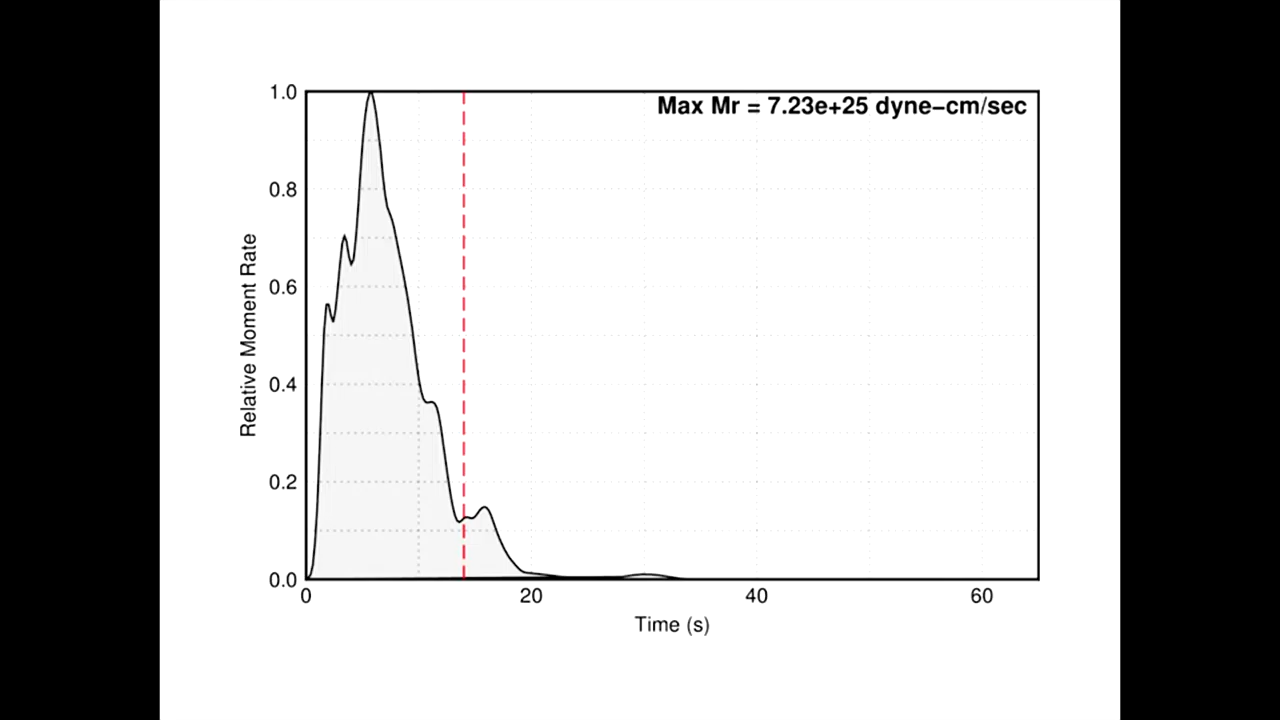 Max Mr = 7.23e+25 dyne−cm/sec
1.0
0.8
0.6
0.4
0.2
0.0
Relative Moment Rate
0 20 40 60
Time (s)